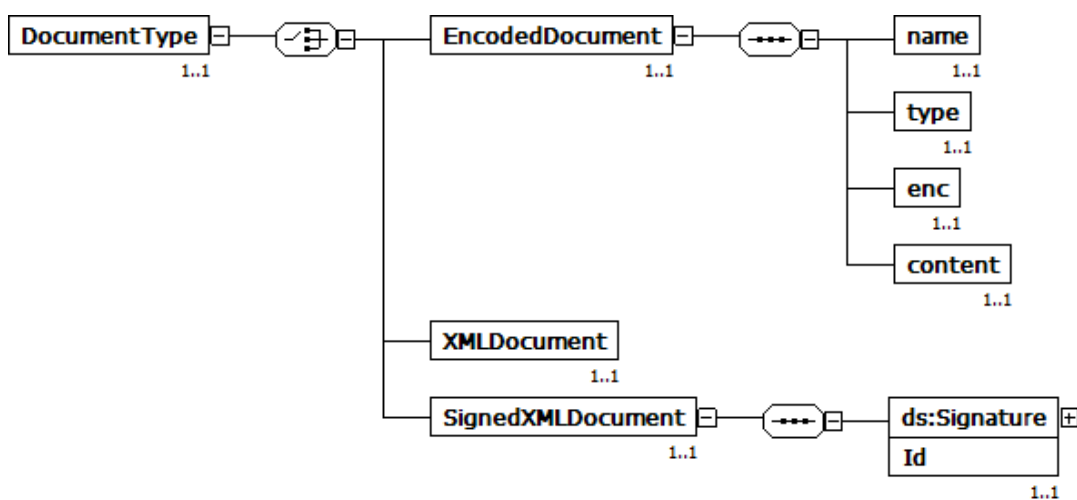 DocumentType
1..1
EncodedDocument
1..1
name
1..1
type
1..1
enc
1..1
content
1..1
XMLDocument
1..1
SignedXMLDocument
1..1
ds:Signature
Id
1..1